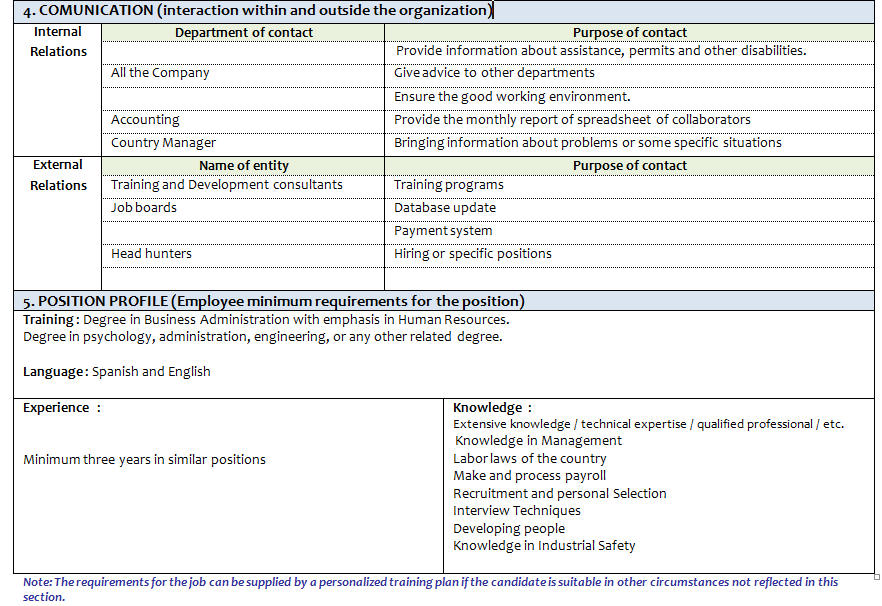 4. COMUNICATION (interaction within and outside the organization)
Internal Relations Department of contact Purpose of contact
Provide information about assistance, permits and other disabilities.
All the Company Give advice to other departments
Ensure the good working environment.
Accounting Provide the monthly report of spreadsheet of collaborators
Country Manager Bringing information about problems or some specific situations
External Relations Name of entity Purpose of contact
Training and Development consultants Training programs
Job boards Database update
Payment system
Head hunters Hiring or specific positions
5. POSITION PROFILE (Employee minimum requirements for the position)
Training : Degree in Business Administration with emphasis in Human Resources.
Degree in psychology, administration, engineering, or any other related degree.
Language : Spanish and English
Experience :
Minimum three years in similar positions
Knowledge :
Extensive knowledge / technical expertise / qualified professional / etc.
Knowledge in Management
Labor laws of the country
Make and process payroll
Recruitment and personal Selection
Interview Techniques
Developing people
Knowledge in Industrial Safety
Note: The requirements for the job can be supplied by a personalized training plan if the candidate is suitable in other circumstances not reflected in this
section.